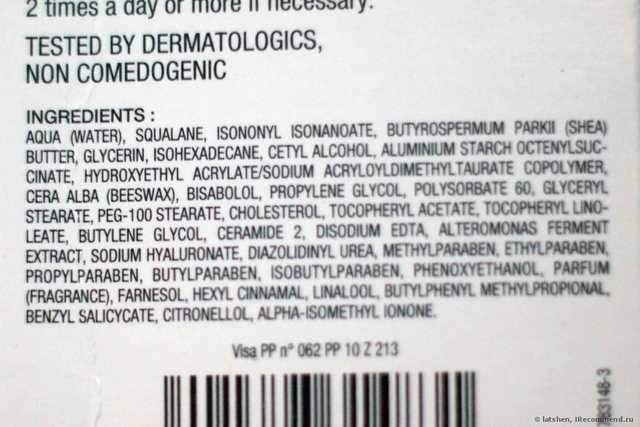 2 times a day or more if necessary.
TESTED BY DERMATOLOGICS,
NON COMEDOGENIC
INGREDIENTS :
AQUA (WATER), SQUALANE, ISONONYL ISONANOATE, BUTYROSPERMUM PARKII (SHEA)
BUTTER, GLYCERIN, ISOHEXADECANE, CETYL ALCOHOL, ALUMINIUM STARCH OCTENYLSUC-
CINATE, HYDROXYETHYL ACRYLATE/SODIUM ACRYLOYLDIMETHYLTAURATE COPOLYMER,
CERA ALBA (BEESWAX), BISABOLOL, PROPYLENE GLYCOL, POLYSORBATE 60, GLYCERYL
STEARATE, PEG-100 STEARATE, CHOLESTEROL, TOCOPHERYL ACETATE, TOCOPHERYL LINO-
LEATE, BUTYLENE GLYCOL, CERAMIDE 2, DISODIUM EDTA, ALTEROMONAS FERMENT
EXTRACT, SODIUM HYALURONATE, DIAZOLIDINYL UREA, METHYLPARABEN, ETHYLPARABEN,
PROPYLPARABEN, BUTYLPARABEN, ISOBUTYLPARABEN, PHENOXYETHANOL, PARFUM
(FRAGRANCE), FARNESOL, HEXYL CINNAMAL, LINALOOL, BUTYLPHENYL METHYLPROPIONAL,
BENZYL SALICYCATE, CITRONELLOL, ALPHA-ISOMETHYL IONONE.
Visa PP n° 062 PP 10 Z 213
83148-3
© latshen, IRecommend.ru